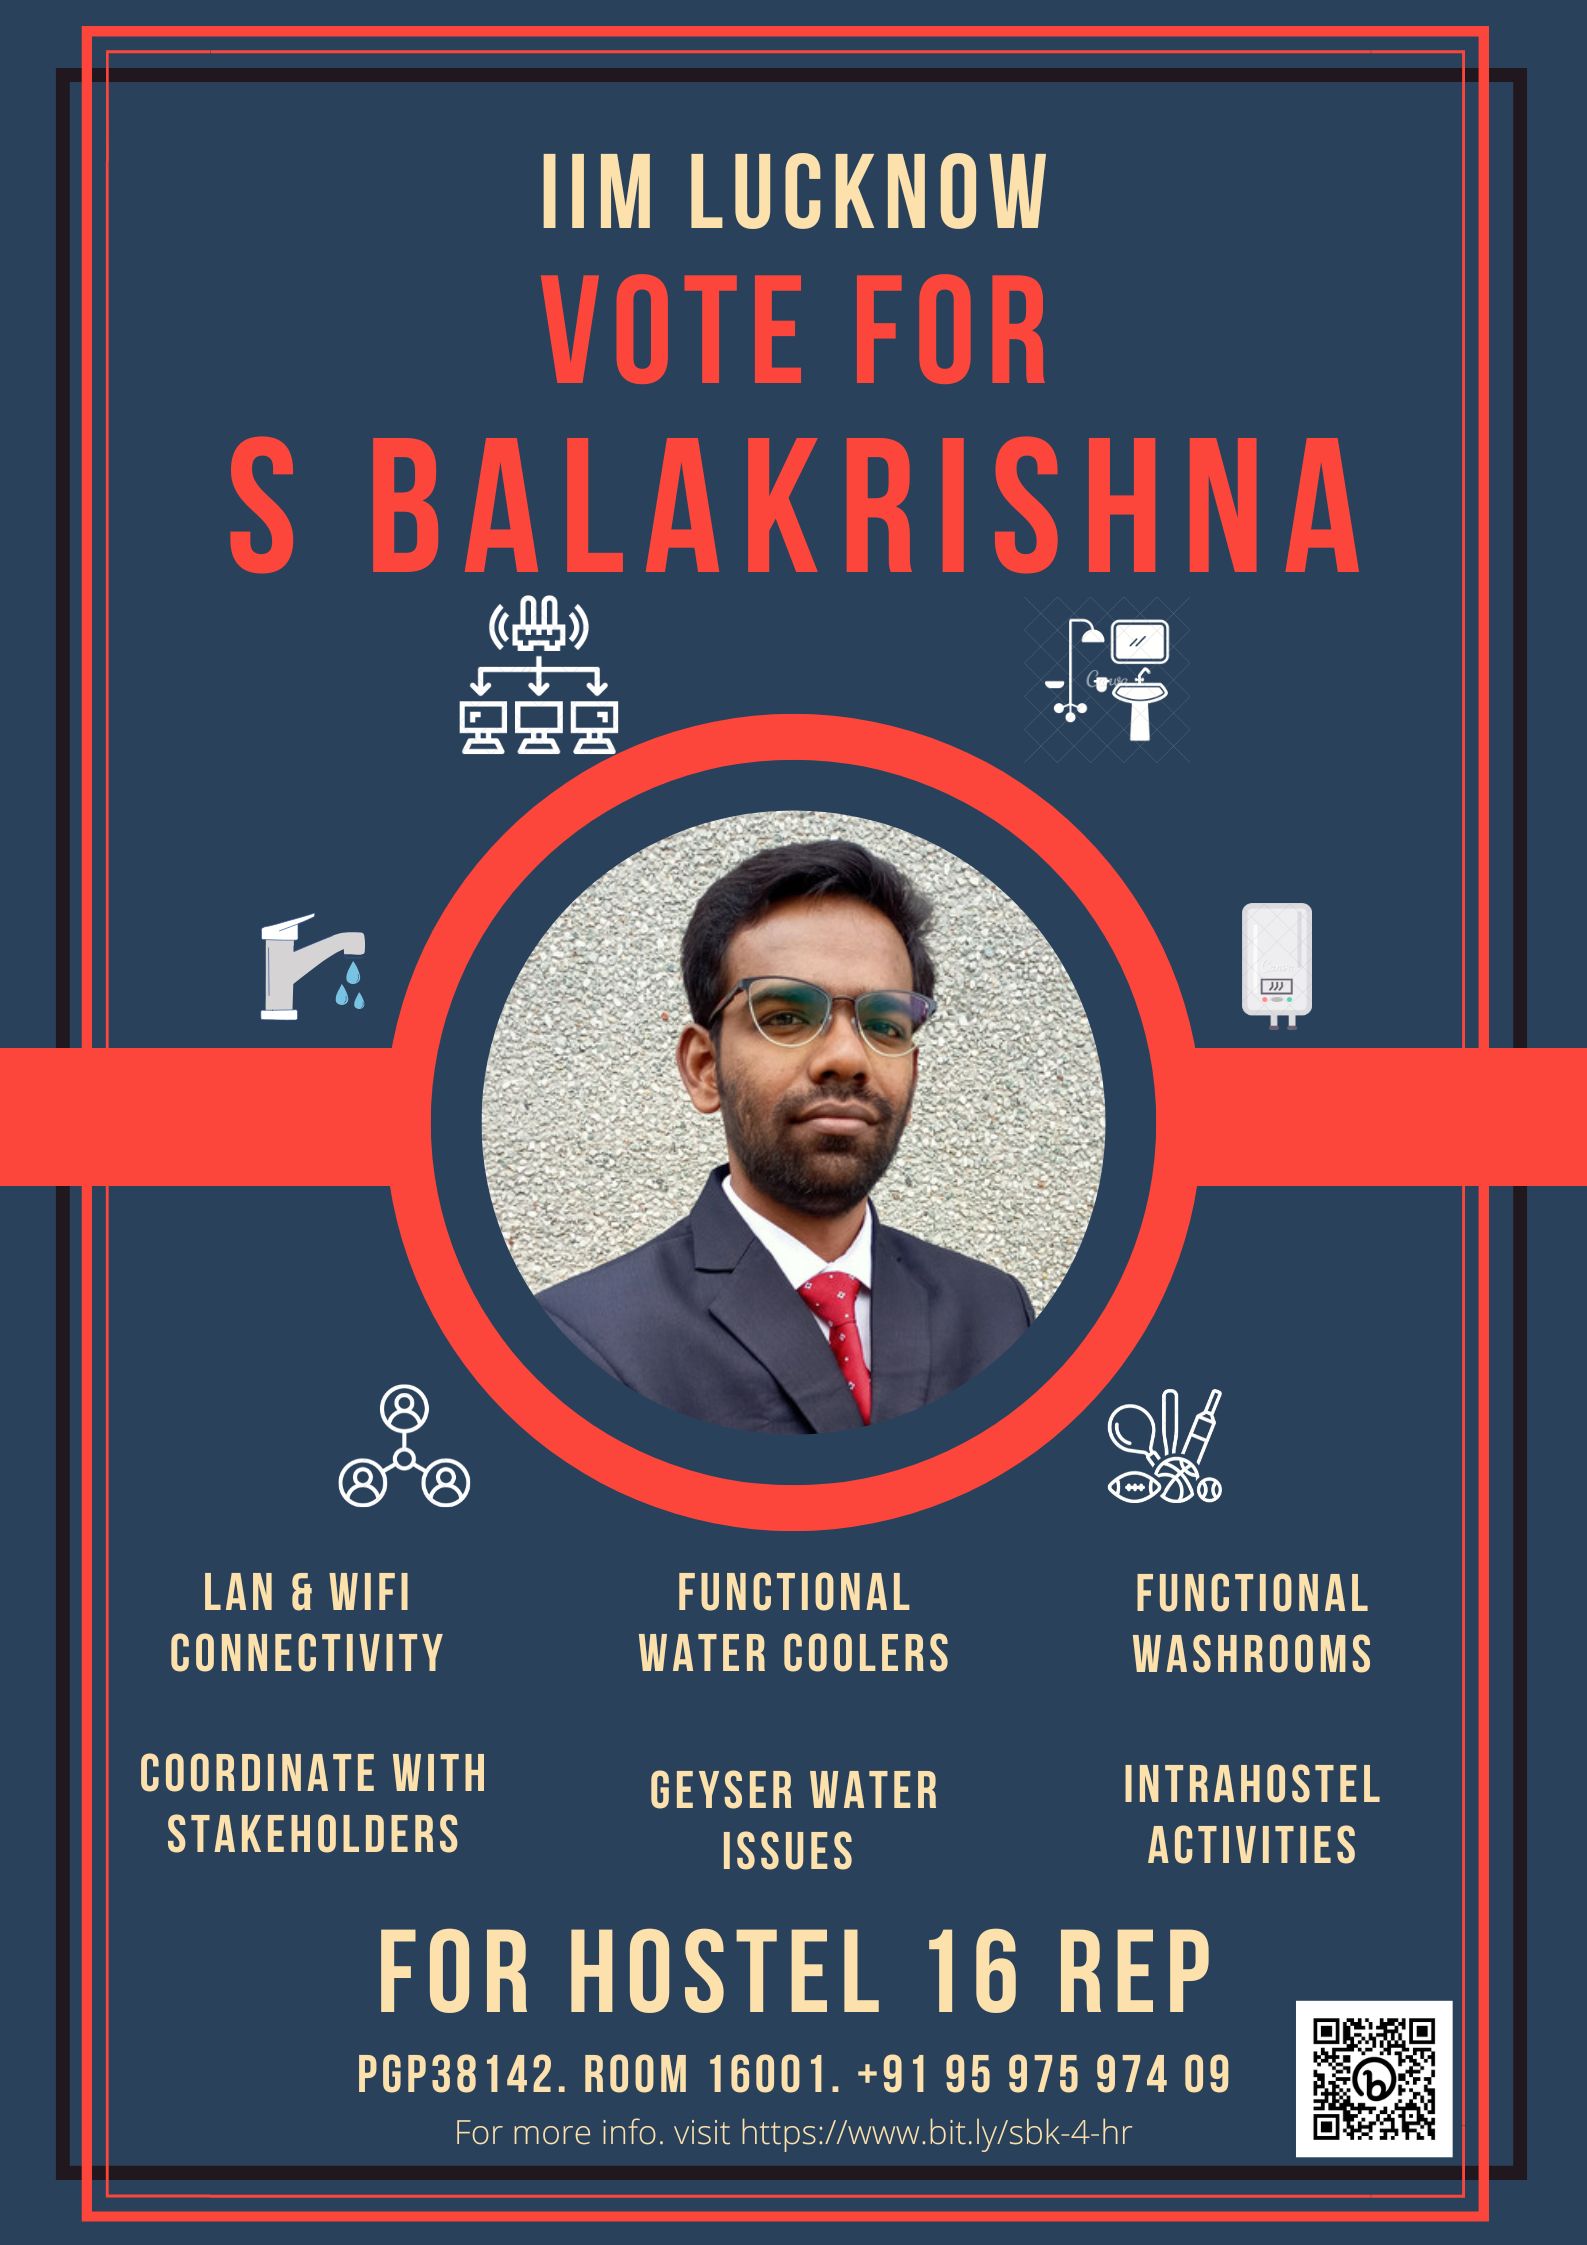 IIM LUCKNOW
VOTE FOR
S BALAKRISHNA
Canva
LAN & WIFI
CONNECTIVITY
FUNCTIONAL
WATER COOLERS
FUNCTIONAL
WASHROOMS
COORDINATE WITH
STAKEHOLDERS
GEYSER WATER
ISSUES
INTRAHOSTEL
ACTIVITIES
FOR HOSTEL 16 REP
PGP38142. ROOM 16001. +91 95 975 974 09
For more info. visit https://www.bit.ly/sbk-4-hr